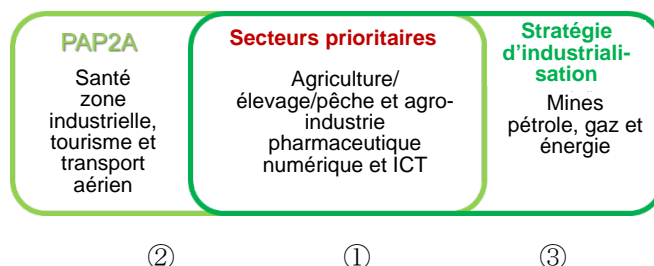 PAP2A
Santé
zone
industrielle,
tourisme et
transport
aérien
Secteurs prioritaires
Agriculture/
élevage/pêche et agro-
industrie
pharmaceutique
numérique et ICT
Stratégie
d'industriali-
sation
Mines
pétrole, gaz et
énergie
② ① ③